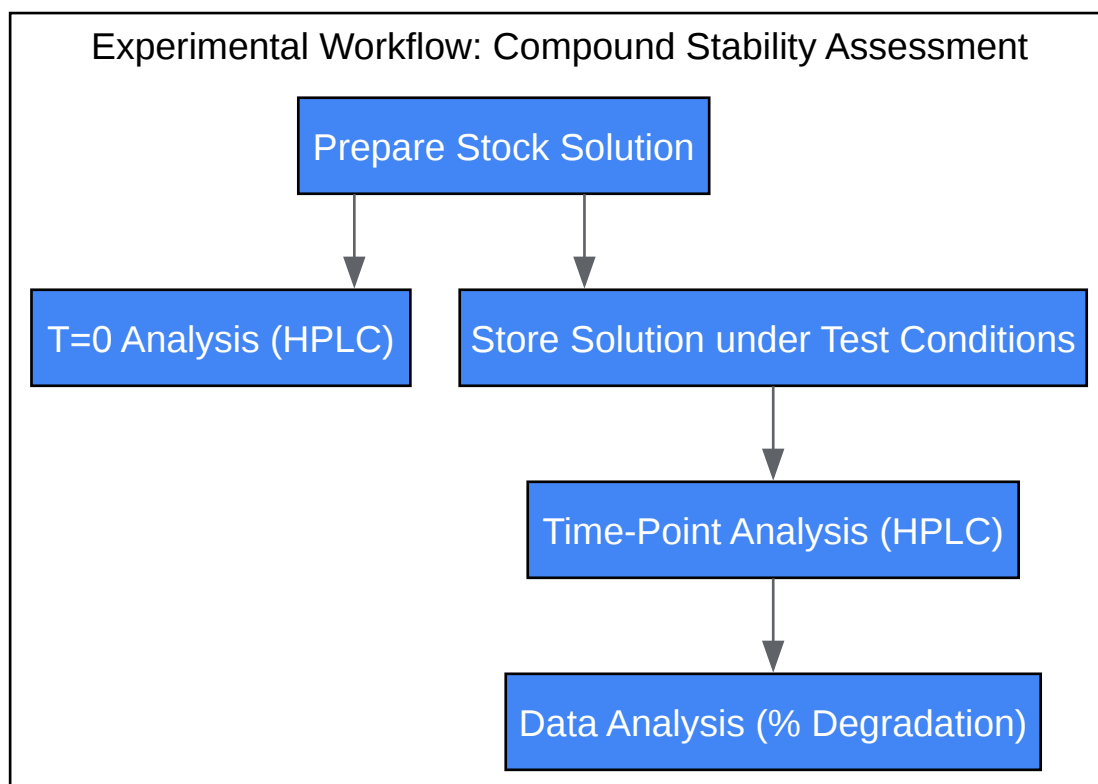 Experimental Workflow: Compound Stability Assessment
Prepare Stock Solution
T=0 Analysis (HPLC)
Store Solution under Test Conditions
Time-Point Analysis (HPLC)
Data Analysis (% Degradation)